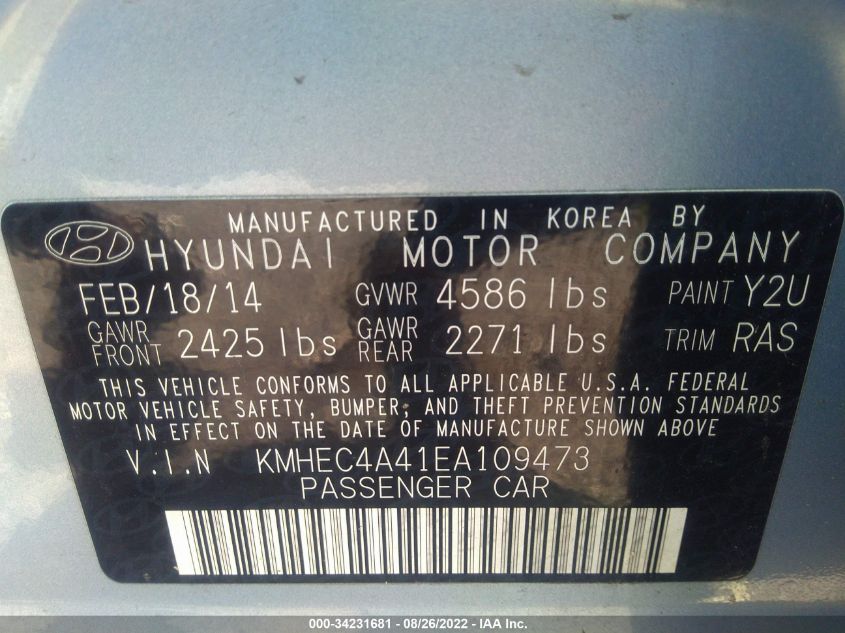 MANUFACTURED IN KOREA BY
HYUNDAI MOTOR COMPANY
FEB/18/14 GVWR 4586 lbs PAINT Y2U
GAWR FRONT 2425 lbs GAWR REAR 2271 lbs TRIM RAS
THIS VEHICLE CONFORMS TO ALL APPLICABLE U.S.A. FEDERAL
MOTOR VEHICLE SAFETY, BUMPER, AND THEFT PREVENTION STANDARDS
IN EFFECT ON THE DATE OF MANUFACTURE SHOWN ABOVE
V.I.N KMHEC4A41EA109473
PASSENGER CAR
000-34231681 - 08/26/2022 - IAA Inc.